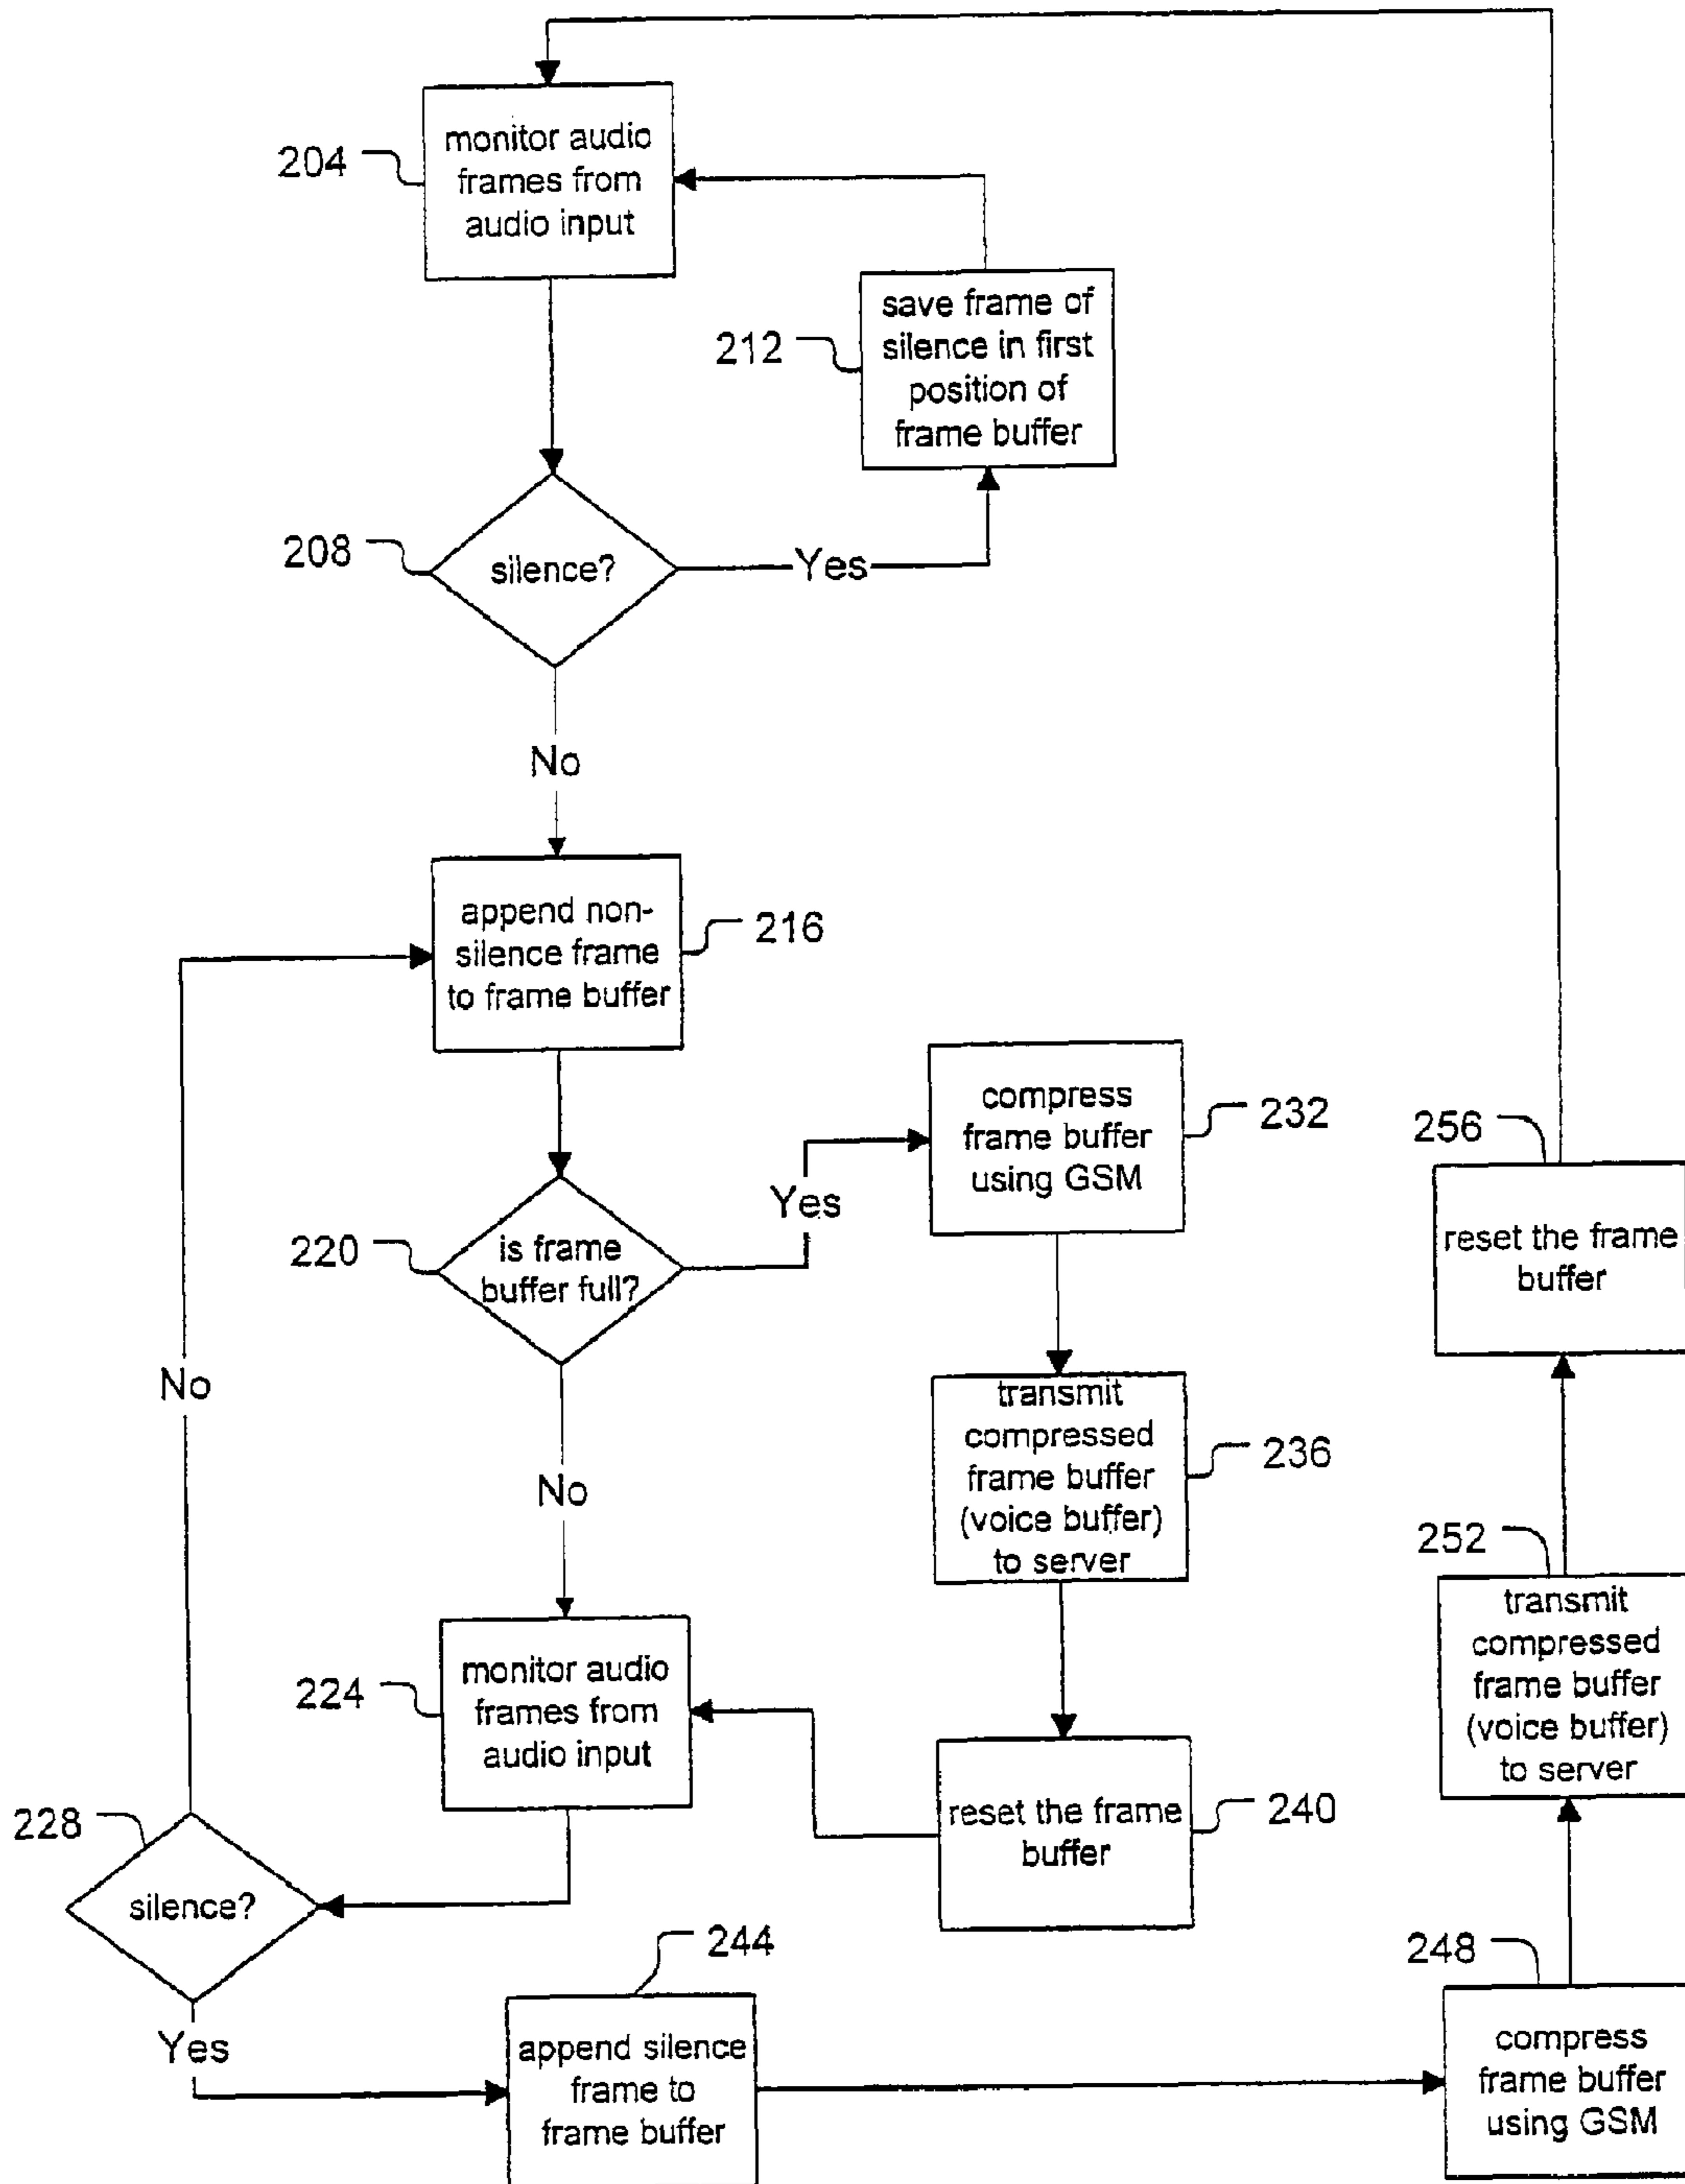 204
monitor audio
frames from
audio input
212
save frame of
silence in first
position of
frame buffer
208
silence?
Yes
No
append non-
silence frame
to frame buffer
216
220
is frame
buffer full?
Yes
compress
frame buffer
using GSM
232
No
No
transmit
compressed
frame buffer
(voice buffer)
to server
236
224
monitor audio
frames from
audio input
reset the frame
buffer
240
228
silence?
Yes
244
append silence
frame to
frame buffer
248
compress
frame buffer
using GSM
252
transmit
compressed
frame buffer
(voice buffer)
to server
256
reset the frame
buffer